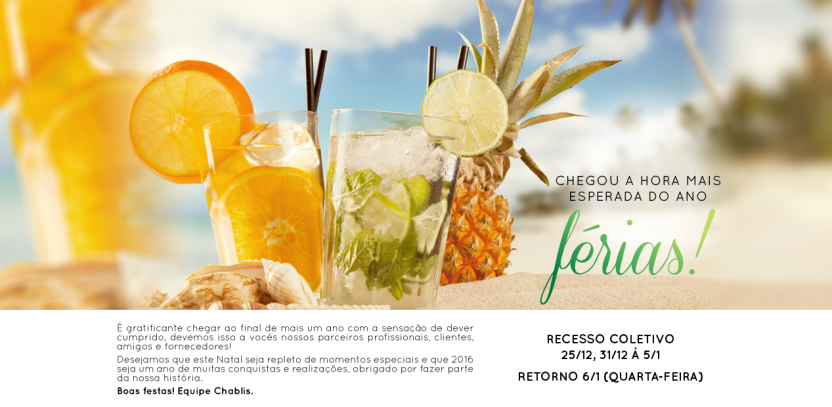 CHEGOU A HORA MAIS
ESPERADA DO ANO
férias!
É gratificante chegar ao final de mais um ano com a sensação de dever
cumprido, devemos isso a vocês nossos parceiros profissionais, clientes,
amigos e fornecedores!
Desejamos que este Natal seja repleto de momentos especiais e que 2016
seja um ano de muitas conquistas e realizações, obrigado por fazer parte
da nossa história.
Boas festas! Equipe Chablis.
RECESSO COLETIVO
25/12, 31/12 À 5/1
RETORNO 6/1 (QUARTA-FEIRA)